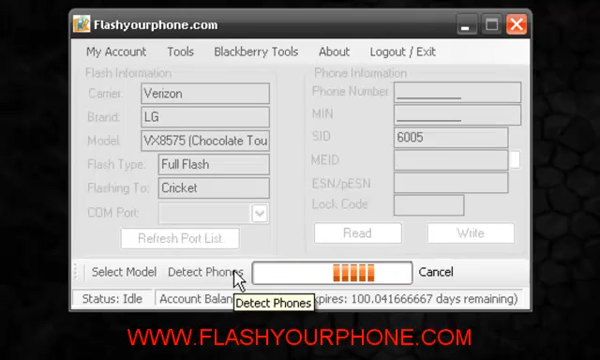 Flashyourphone.com
My Account Tools Blackberry Tools About Logout / Exit
Flash Information
Carrier: Verizon
Brand: LG
Model VX8575 (Chocolate Tou
Flash Type: Full Flash
Flashing To: Cricket
COM Port:
Refresh Port List
Phone Information
Phone Number
MIN
SID 6005
MEID
ESN/pESN
Lock Code
Read Write
Select Model Detect Phones Cancel
Status: Idle Account Balan xpires: 100.041666667 days remaining)
Detect Phones
WWW.FLASHYOURPHONE.COM